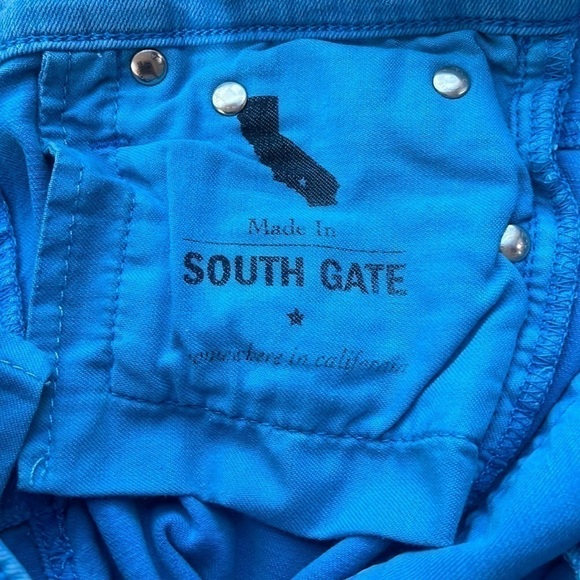 Made In
SOUTH GATE
somewhere in california